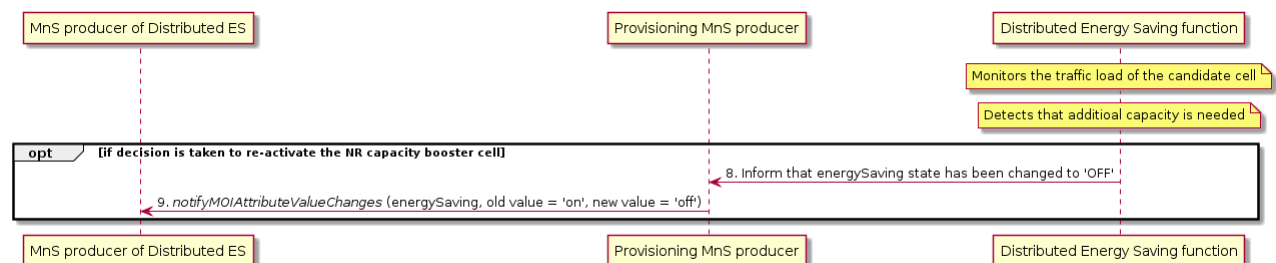 MnS producer of Distributed ES
Provisioning MnS producer
Distributed Energy Saving function
Monitors the traffic load of the candidate cell
Detects that additioal capacity is needed
opt
[if decision is taken to re-activate the NR capacity booster cell]
8. Inform that energySaving state has been changed to 'OFF'
9. notifyMOIAttributeValueChanges (energySaving, old value = 'on', new value = 'off')
MnS producer of Distributed ES
Provisioning MnS producer
Distributed Energy Saving function